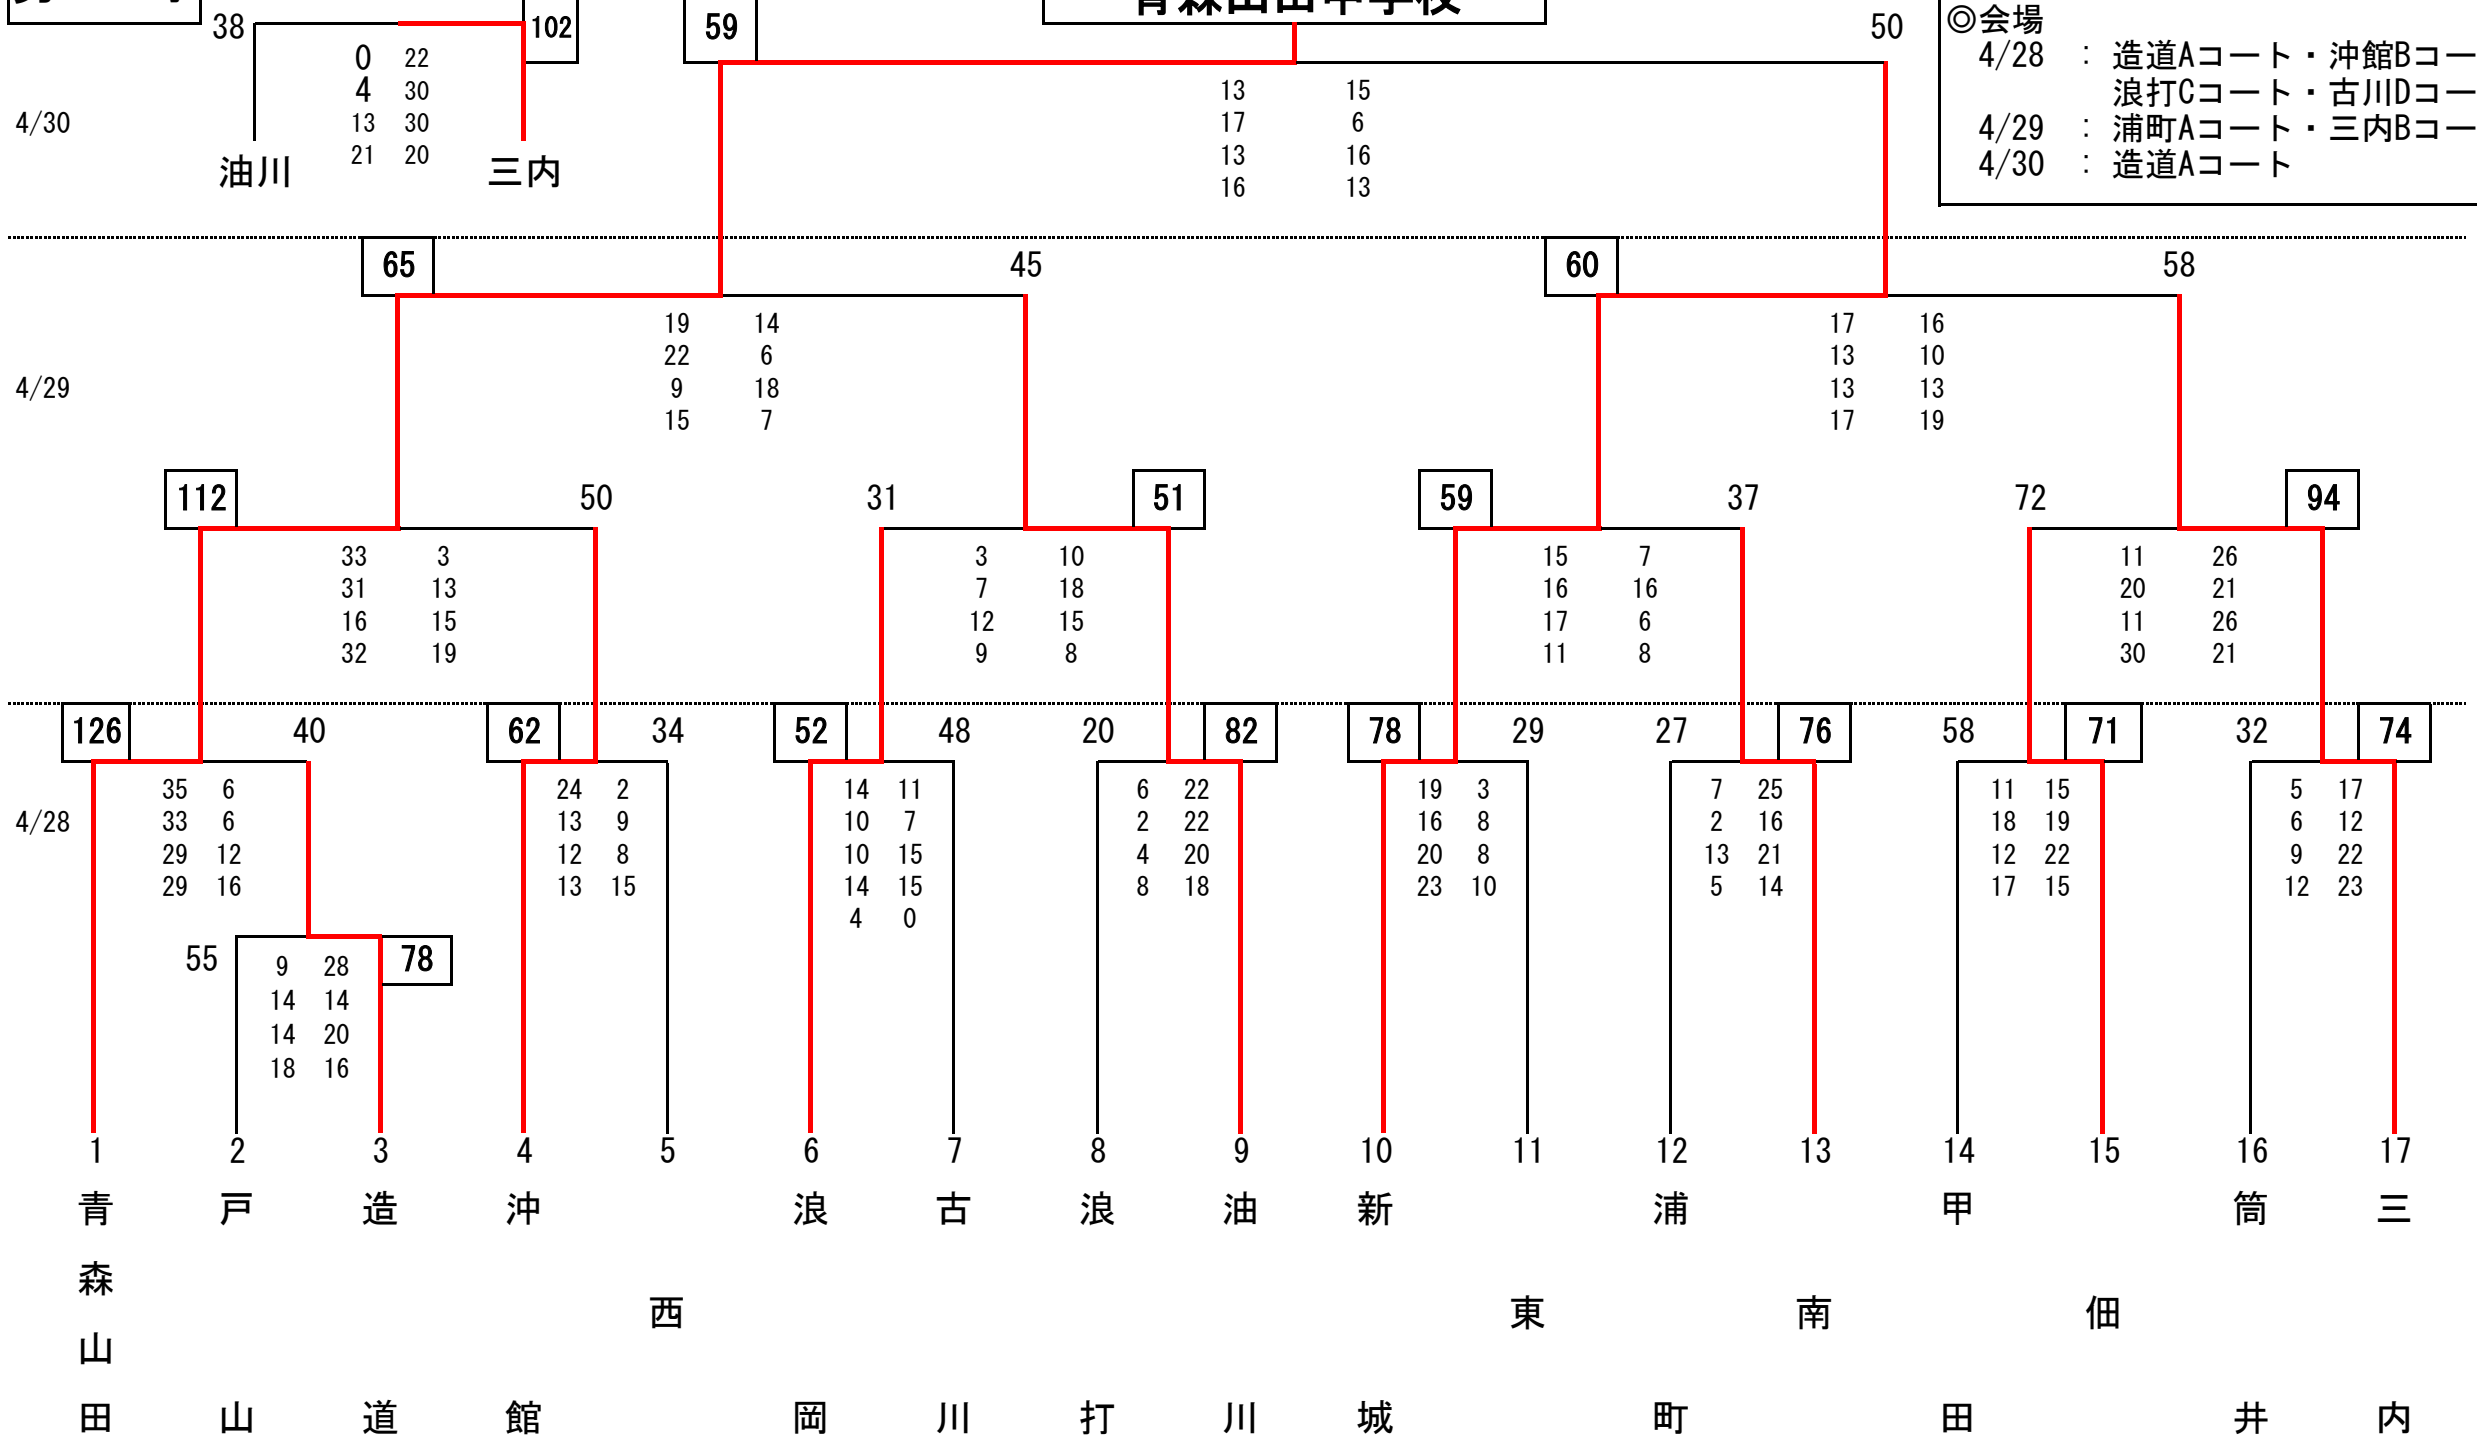 青森山田中学校
38
102
59
50
◎会場
4/28 : 造道Aコート・沖館Bコー
浪打Cコート・古川Dコー
4/29 : 浦町Aコート・三内Bコー
4/30 : 造道Aコート
4/30
0 22
4 30
13 30
21 20
油川 三内
13 15
17 6
13 16
16 13
65 45 60 58
4/29
19 14 17 16
22 6 13 10
9 18 13 13
15 7 17 19
112 50 31 51 59 37 72 94
33 3 3 10 15 7 11 26
31 13 7 18 16 16 20 21
16 15 12 15 17 6 11 26
32 19 9 8 11 8 30 21
126 40 62 34 52 48 20 82 78 29 27 76 58 71 32 74
4/28
35 6 24 2 14 11 6 22 19 3 7 25 11 15 5 17
33 6 13 9 10 7 2 22 16 8 2 16 18 19 6 12
29 12 12 8 10 15 4 20 20 8 13 21 12 22 9 22
29 16 13 15 14 15 8 18 23 10 5 14 17 15 12 23
4 0
55 78
9 28
14 14
14 20
18 16
1 2 3 4 5 6 7 8 9 10 11 12 13 14 15 16 17
青森山田
戸山
造道
沖館
西
浪岡
古川
浪打
油川
新城
東
浦町
南
甲田
佃
筒井
三内